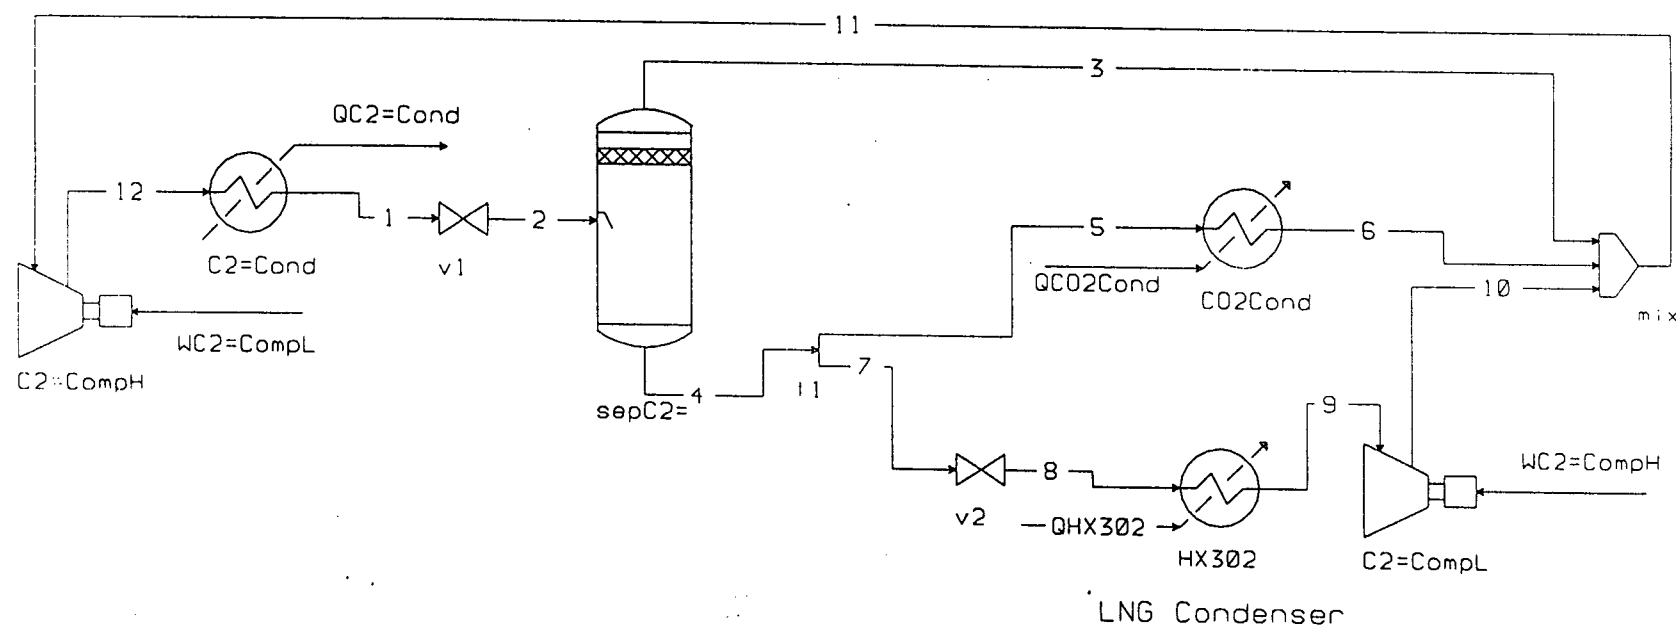 11
3
QC2=Cond
12
1
2
5
6
C2=Cond
v1
QCO2Cond
CO2Cond
10
mix
WC2=CompL
C2=CompH
7
11
4
sepC2=
9
WC2=CompH
8
v2
QHX302
HX302
C2=CompL
LNG Condenser